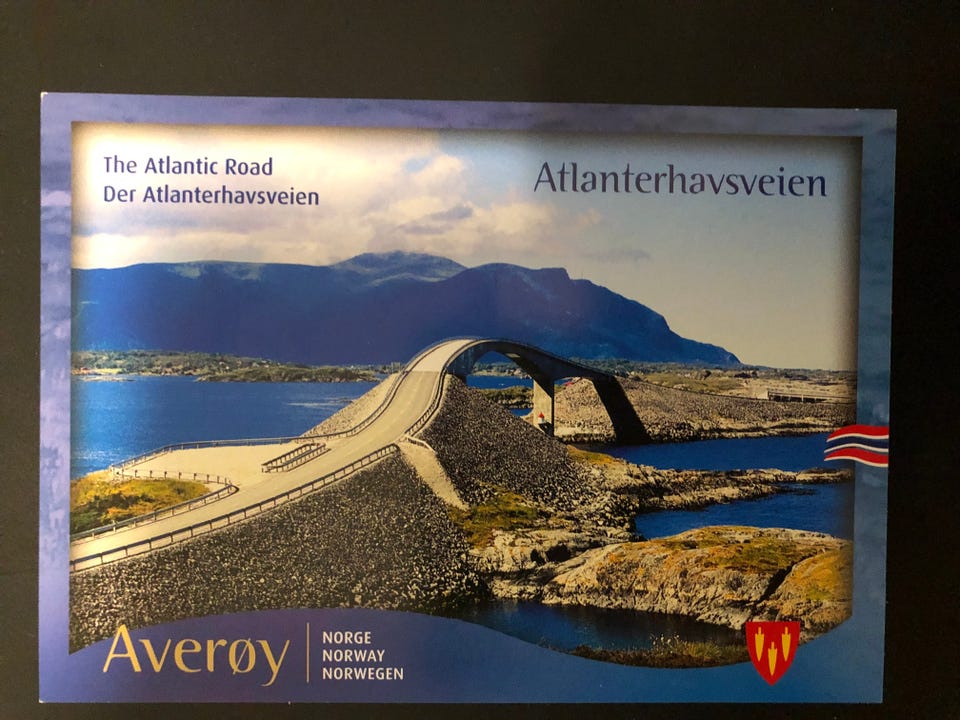 The Atlantic Road
Der Atlanterhavsveien
Atlanterhavsveien
Averøy
NORGE
NORWAY
NORWEGEN